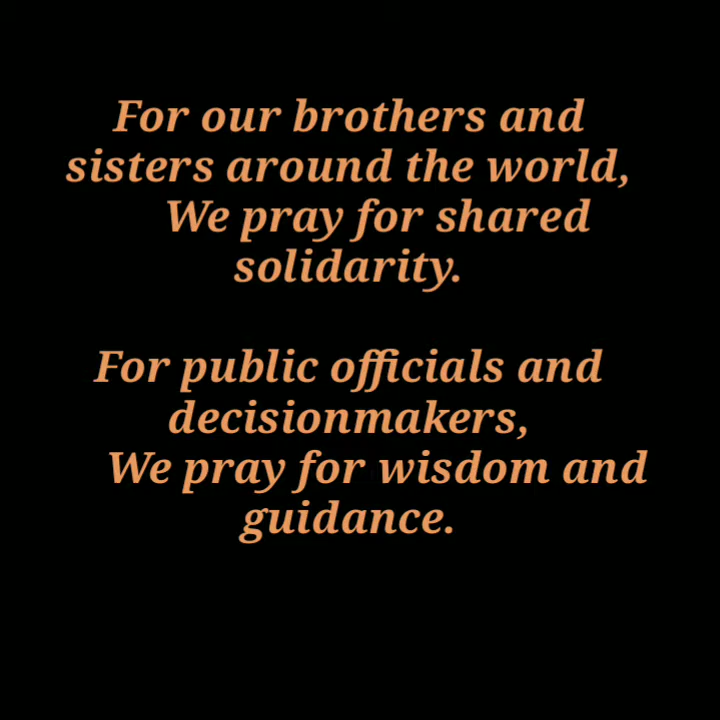 For our brothers and
sisters around the world,
We pray for shared
solidarity.
For public officials and
decisionmakers,
We pray for wisdom and
guidance.